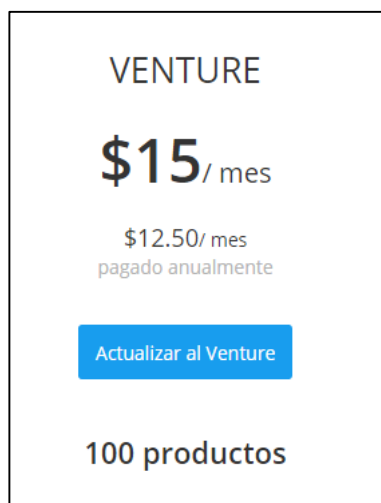 VENTURE
$15/ mes
$12.50/ mes
pagado anualmente
Actualizar al Venture
100 productos